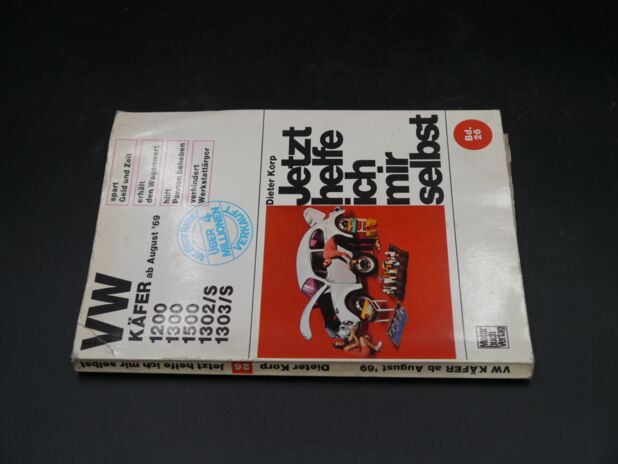 Dieter Korp
Jetzt
helfe
ich
mir
selbst
Bd.
26
VW
KÄFER ab August '69
1200
1300
1500
1302/S
1303/S
spart
Geld und Zeit
erhält
den Wagenwert
hilft
Pannen beheben
verhindert
Werkstattärger
ÜBER 4
MILLIONEN
VERKAUFT
Motor
buch
Verlag
VW KÄFER ab August '69
Dieter Korp
26
Jetzt helfe ich mir selbst